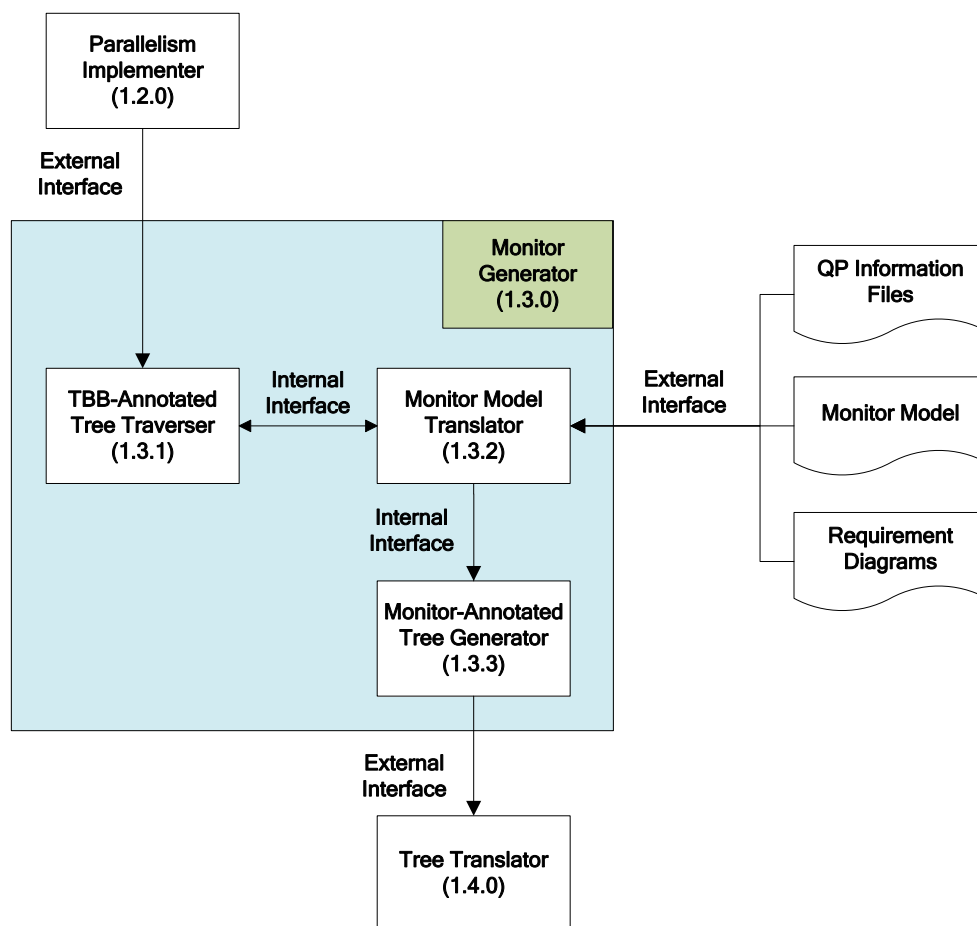 Parallelism
Implementer
(1.2.0)
External
Interface
Monitor
Generator
(1.3.0)
QP Information
Files
TBB-Annotated
Tree Traverser
(1.3.1)
Internal
Interface
Monitor Model
Translator
(1.3.2)
External
Interface
Monitor Model
Internal
Interface
Requirement
Diagrams
Monitor-Annotated
Tree Generator
(1.3.3)
External
Interface
Tree Translator
(1.4.0)